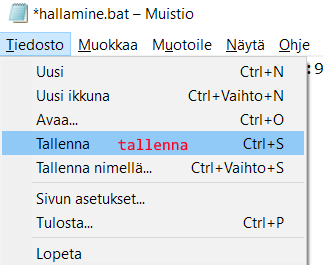 *hallamine.bat – Muistio
Tiedosto Muokkaa Muotoile Näytä Ohje
:9
Uusi Ctrl+N
Uusi ikkuna Ctrl+Vaihto+N
Avaa... Ctrl+O
Tallenna tallenna Ctrl+S
Tallenna nimellä... Ctrl+Vaihto+S
Sivun asetukset...
Tulosta... Ctrl+P
Lopeta